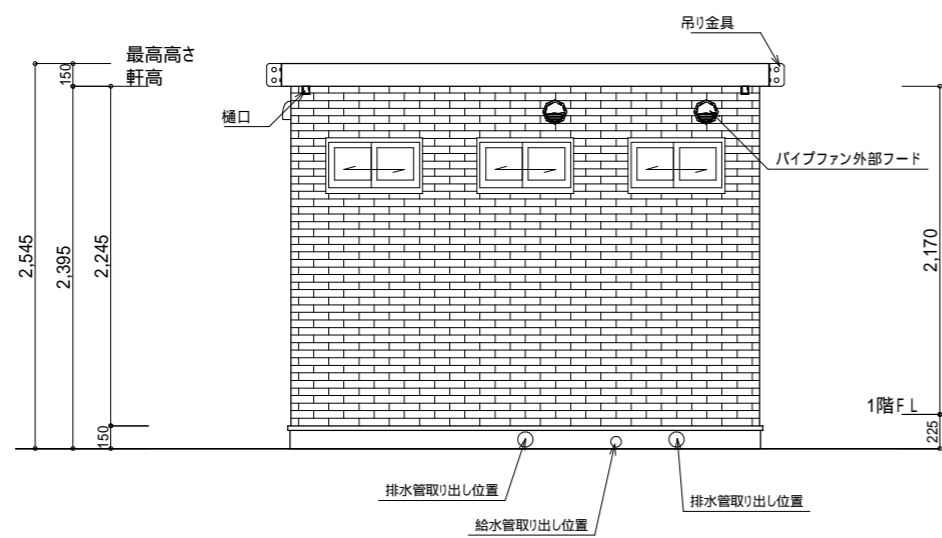 吊り金具
最高高さ
軒高
150
樋口
パイプファン外部フード
2,545
2,395
2,245
2,170
1階FL
150
225
排水管取り出し位置
排水管取り出し位置
給水管取り出し位置